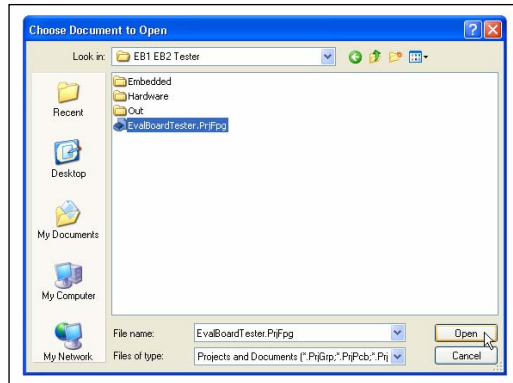 Choose Document to Open
Look in: EB1 EB2 Tester
Embedded
Hardware
Out
EvalBoardTester.PrjFpg
Recent
Desktop
My Documents
My Computer
My Network
File name: EvalBoardTester.PrjFpg Open
Files of type: Projects and Documents (*.PrjGrp;*.PrjPcb;*.Prj Cancel